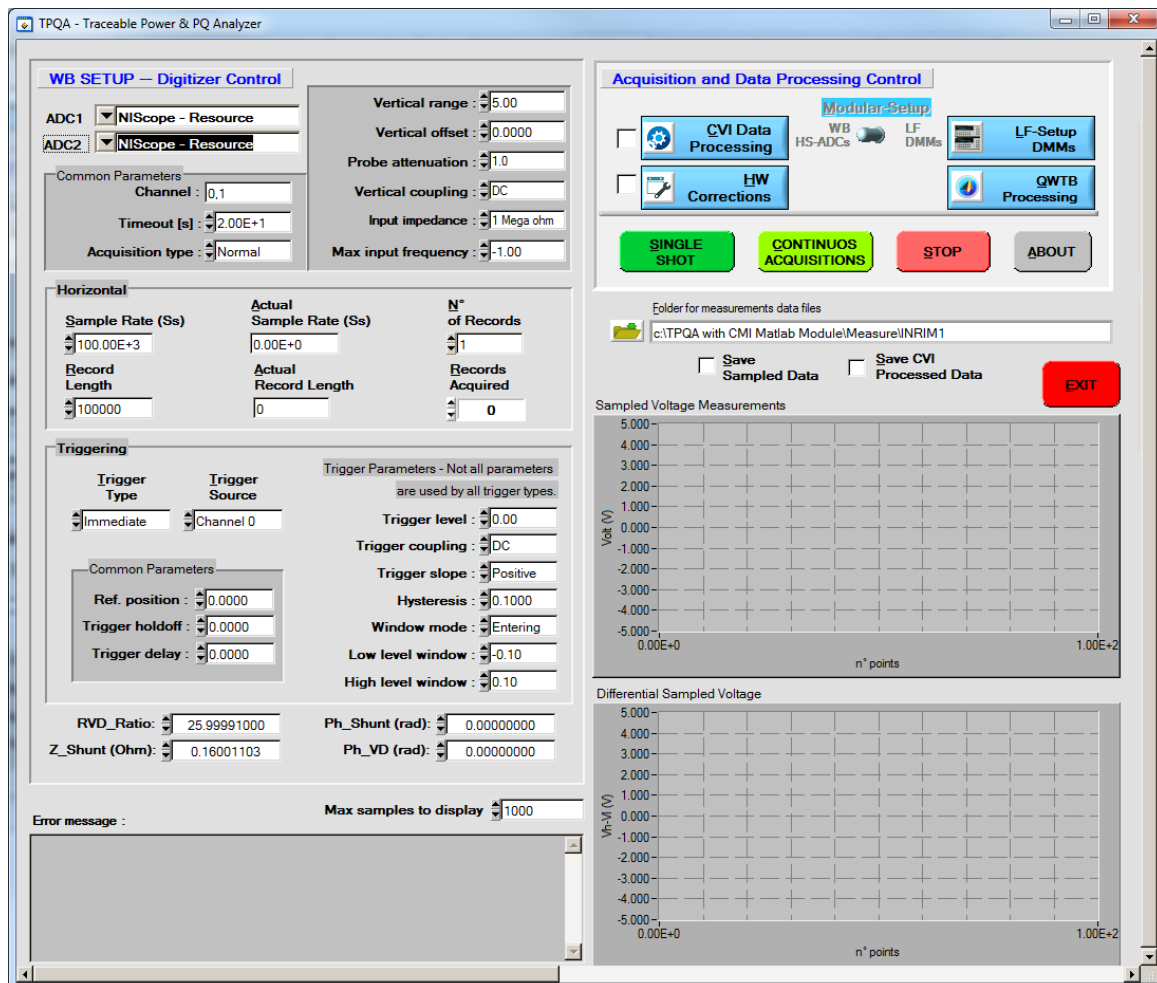 TPQA - Traceable Power & PQ Analyzer
WB SETUP — Digitizer Control
ADC1 NIScope - Resource
ADC2 NIScope - Resource
Common Parameters
Channel : 0,1
Timeout [s] : 2.00E+1
Acquisition type : Normal
Vertical range : 5.00
Vertical offset : 0.0000
Probe attenuation : 1.0
Vertical coupling : DC
Input impedance : 1 Mega ohm
Max input frequency : -1.00
Horizontal
Sample Rate (Ss)
100.00E+3
Actual
Sample Rate (Ss)
0.00E+0
N°
of Records
1
Record
Length
100000
Actual
Record Length
0
Records
Acquired
0
Triggering
Trigger
Type
Immediate
Trigger
Source
Channel 0
Common Parameters
Ref. position : 0.0000
Trigger holdoff : 0.0000
Trigger delay : 0.0000
Trigger Parameters - Not all parameters
are used by all trigger types.
Trigger level : 0.00
Trigger coupling : DC
Trigger slope : Positive
Hysteresis : 0.1000
Window mode : Entering
Low level window : -0.10
High level window : 0.10
RVD_Ratio: 25.99991000
Z_Shunt (Ohm): 0.16001103
Ph_Shunt (rad): 0.00000000
Ph_VD (rad): 0.00000000
Max samples to display 1000
Error message :
Acquisition and Data Processing Control
CVI Data
Processing
HW
Corrections
Modular-Setup
WB
HS-ADCs
LF
DMMs
LF-Setup
DMMs
QWTB
Processing
SINGLE
SHOT
CONTINUOS
ACQUISITIONS
STOP
ABOUT
Folder for measurements data files
c:\TPQA with CMI Matlab Module\Measure\INRIM1
Save
Sampled Data
Save CVI
Processed Data
EXIT
Sampled Voltage Measurements
5.000
4.000
3.000
2.000
1.000
0.000
-1.000
-2.000
-3.000
-4.000
-5.000
Volt (V)
0.00E+0
1.00E+2
n° points
Differential Sampled Voltage
5.000
4.000
3.000
2.000
1.000
0.000
-1.000
-2.000
-3.000
-4.000
-5.000
Vh-Vl (V)
0.00E+0
1.00E+2
n° points